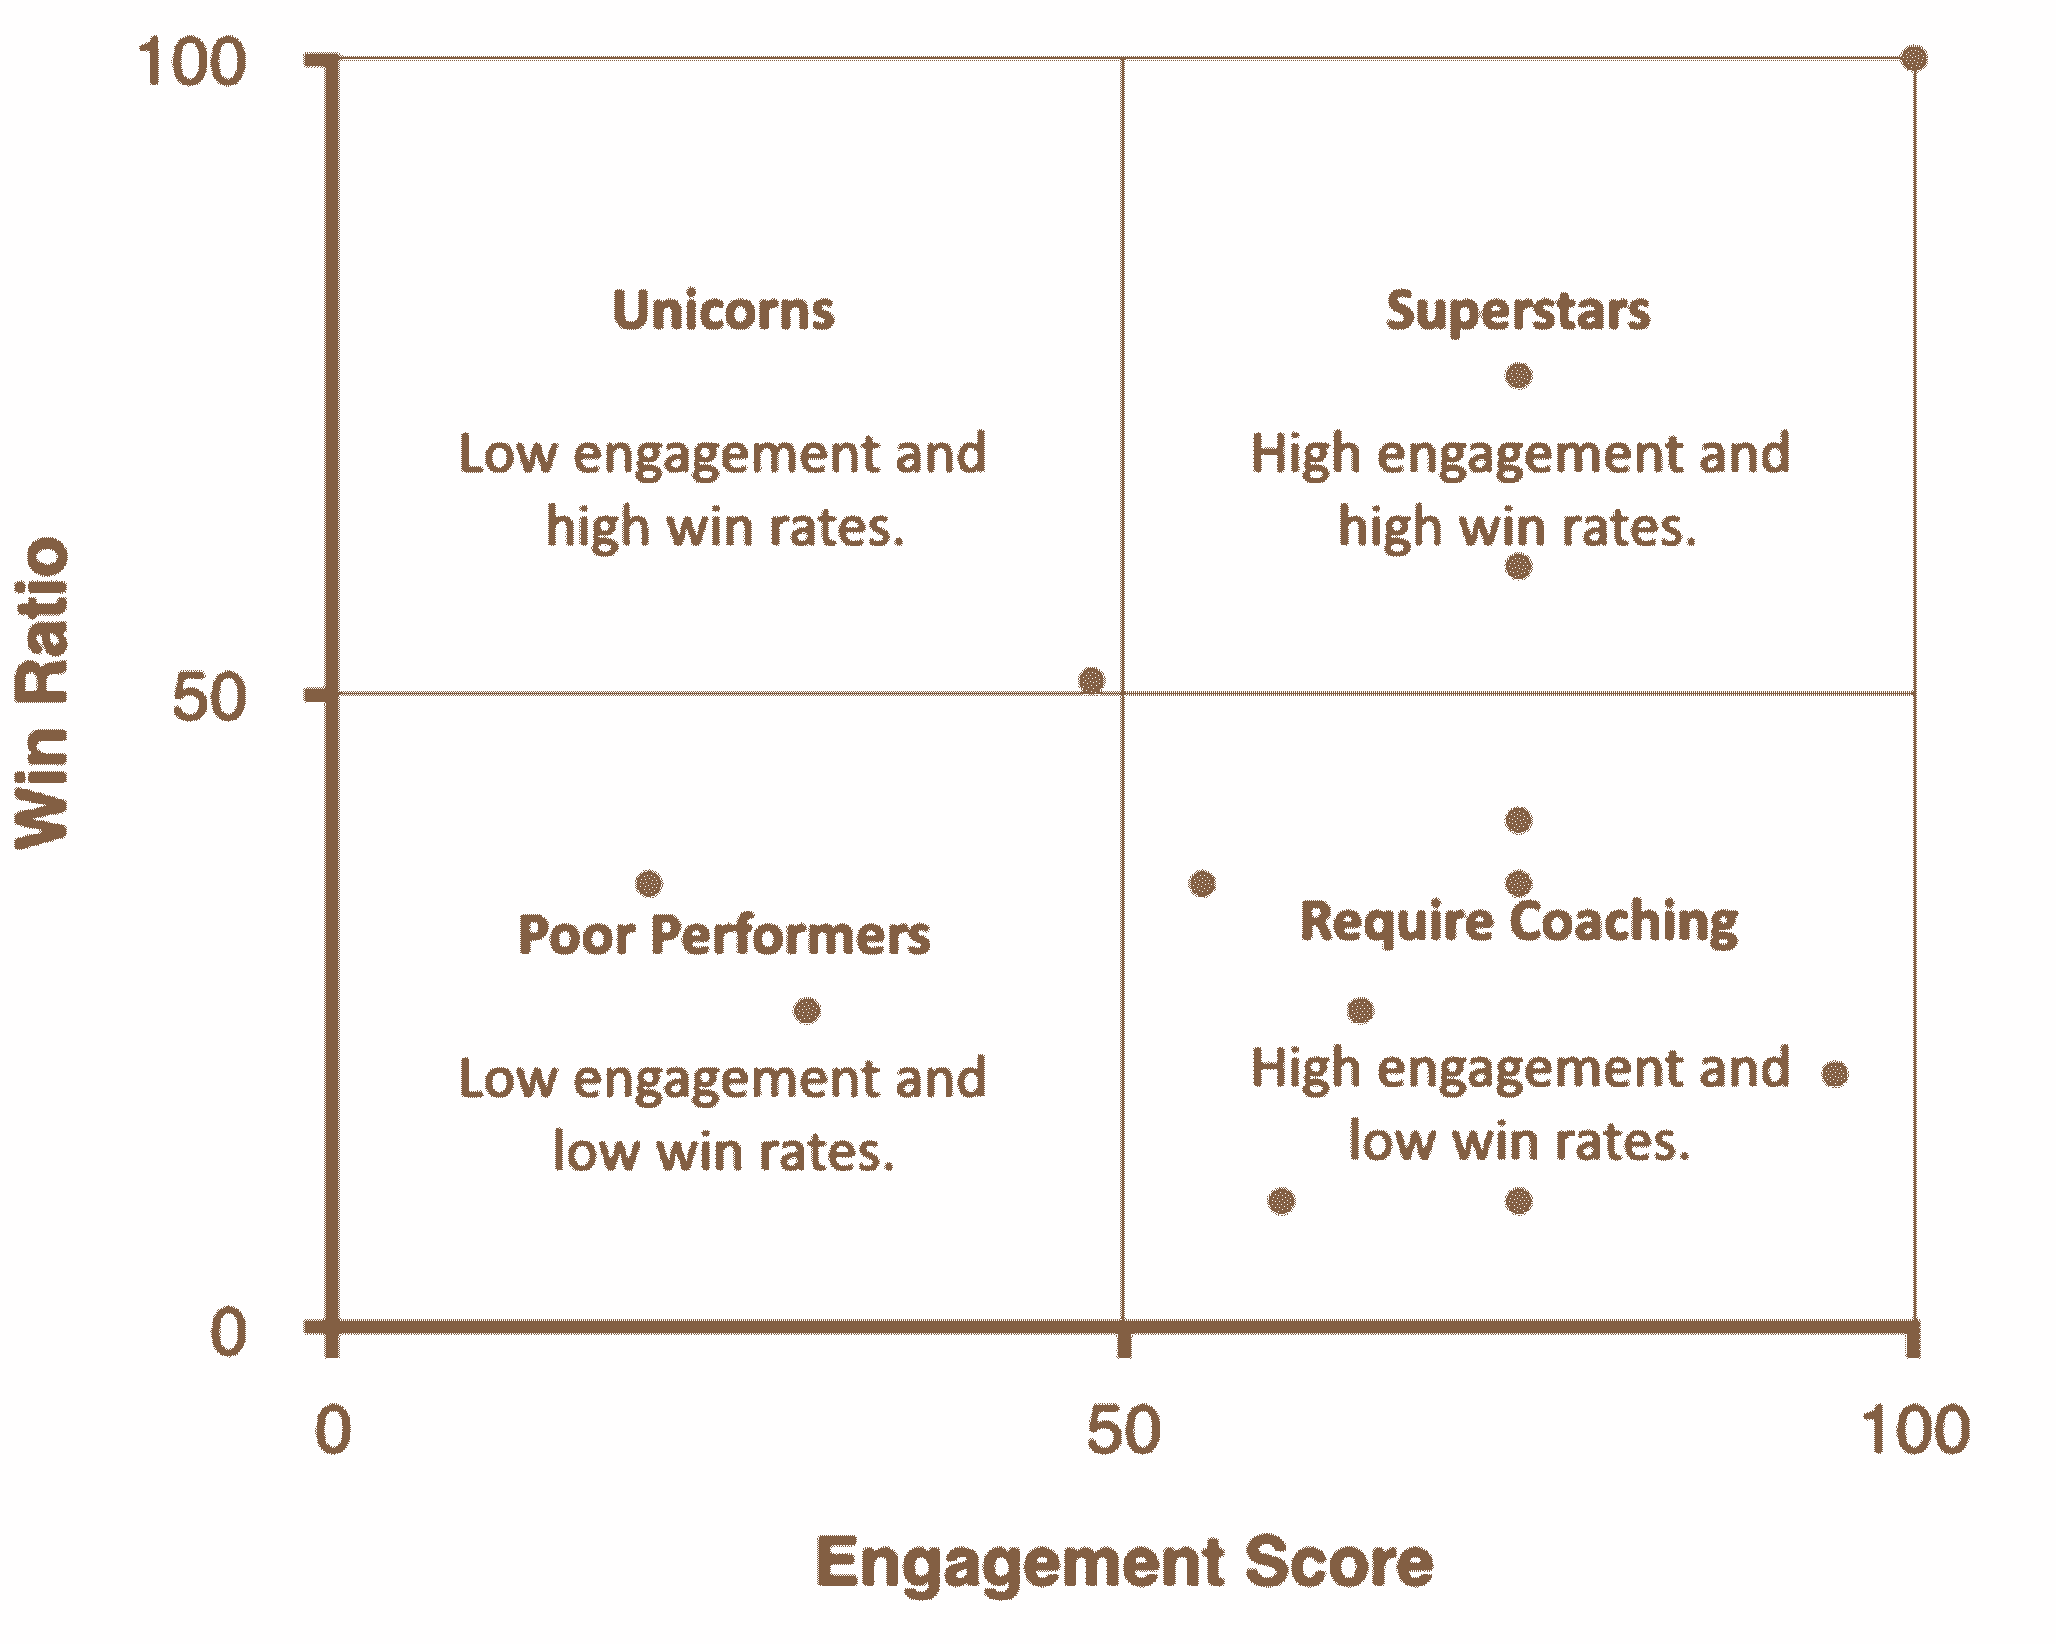 100
Unicorns
Superstars
Low engagement and
high win rates.
High engagement and
high win rates.
Win Ratio
50
Poor Performers
Require Coaching
Low engagement and
low win rates.
High engagement and
low win rates.
0
0
50
100
Engagement Score